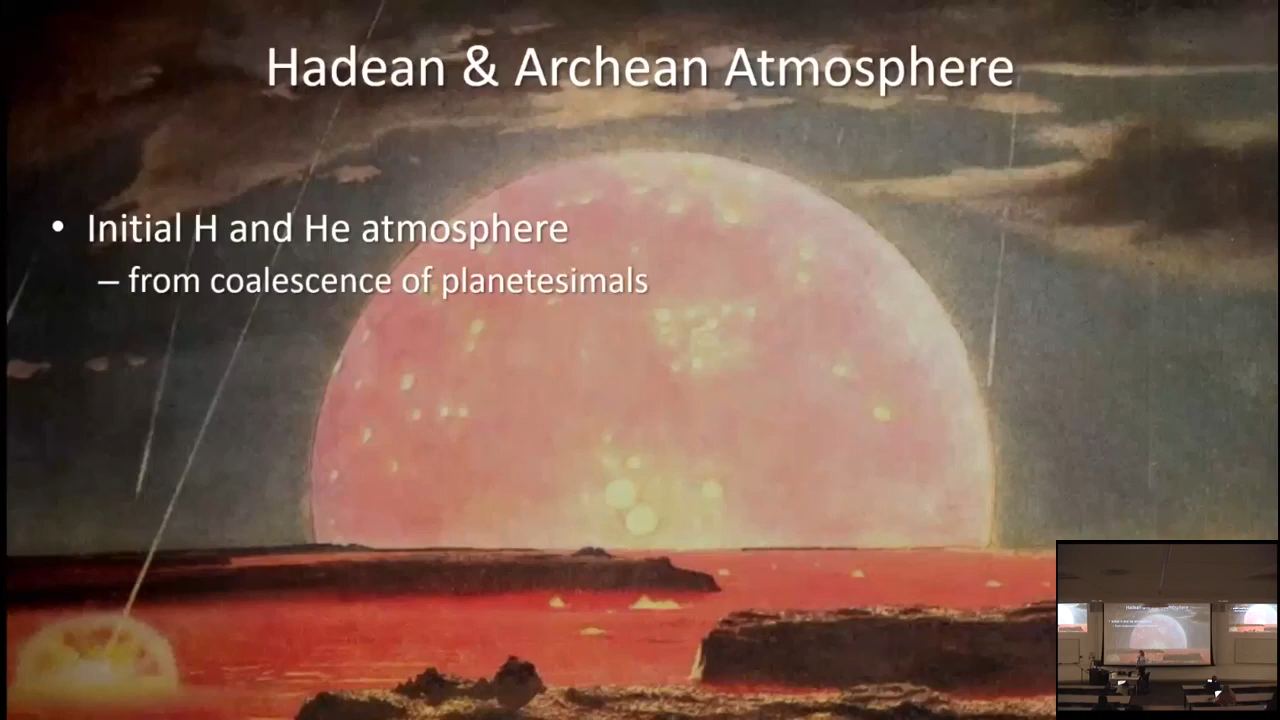 Hadean & Archean Atmosphere
• Initial H and He atmosphere
– from coalescence of planetesimals